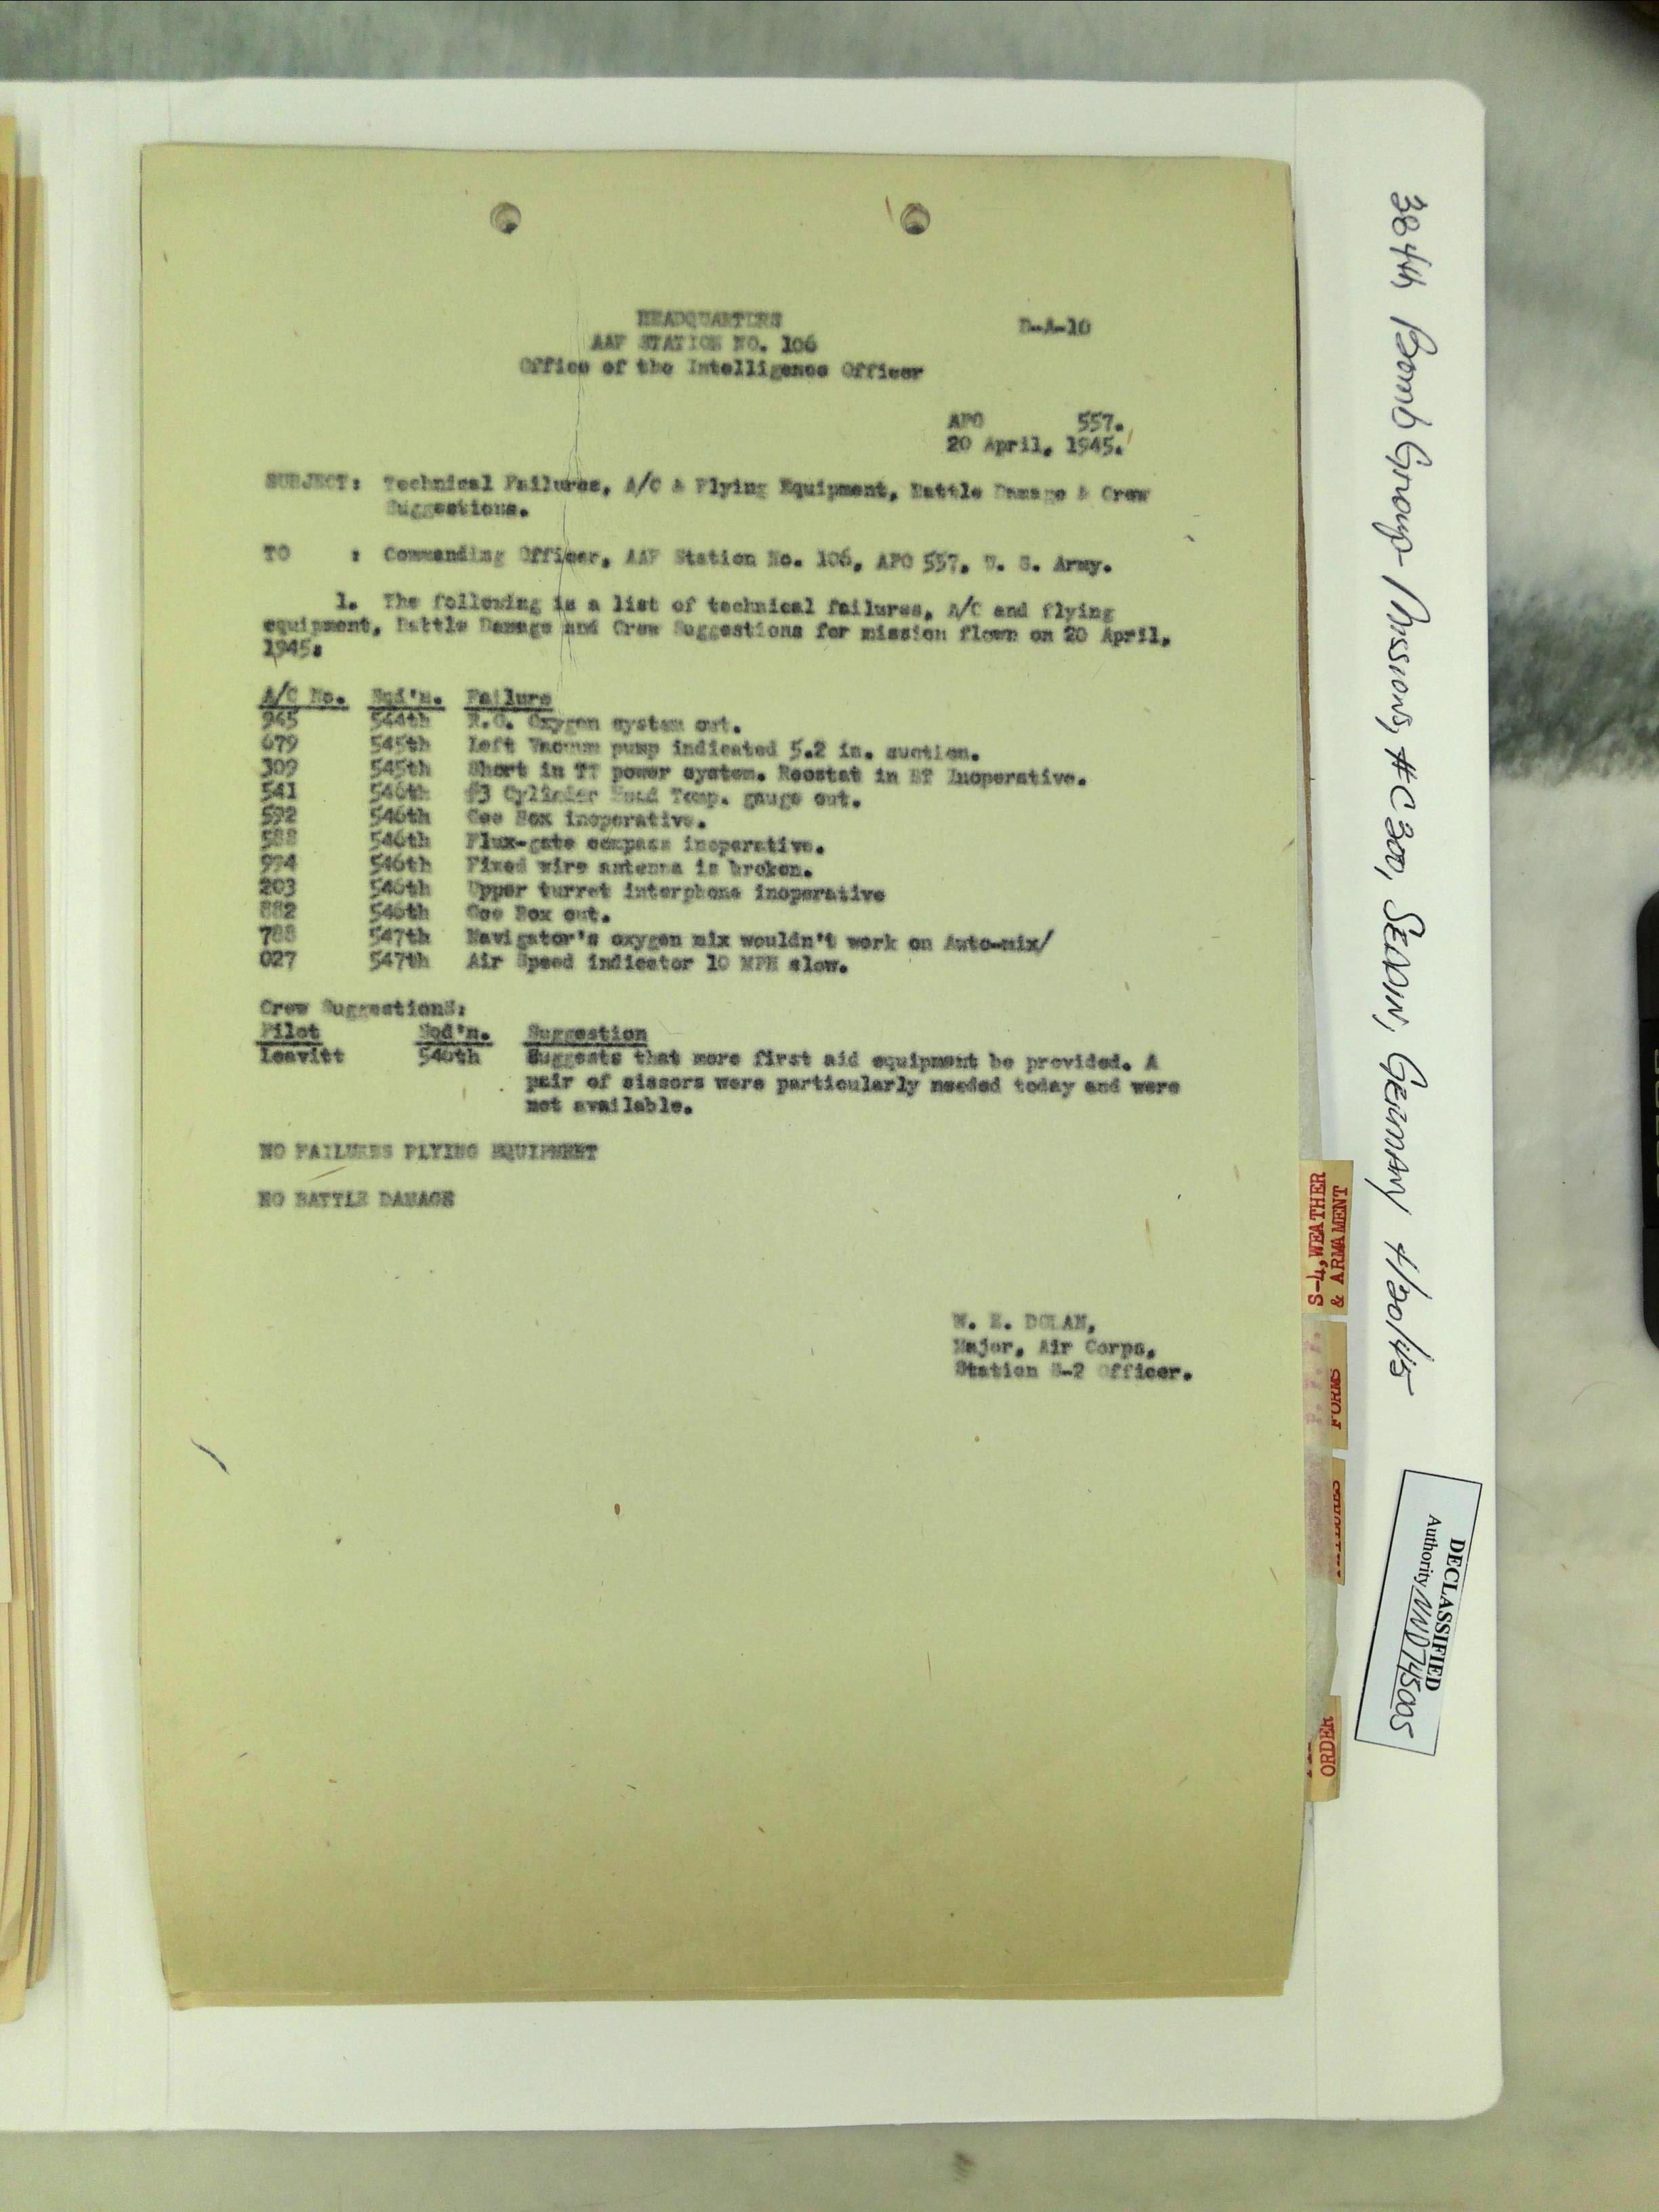 HEADQUARTERS
D-A-10
AAF STATION NO. 106
Office of the Intelligence Officer
APO 557.
20 April, 1945.
SUBJECT: Technical Failures, A/C & Flying Equipment, Battle Damage & Crew
Suggestions.
TO : Commanding Officer, AAF Station No. 106, APO 557, U. S. Army.
1. The following is a list of technical failures, A/C and flying
equipment, Battle Damage and Crew Suggestions for mission flown on 20 April,
1945:
A/C No. Sqd'n. Failure
945 544th R.O. Oxygen system out.
679 545th Left Vacuum pump indicated 5.2 in. suction.
309 545th Short in TT power system. Reostat in BT Inoperative.
541 546th #3 Cylinder Head Temp. gauge out.
592 546th Gee Box inoperative.
588 546th Flux-gate compass inoperative.
994 546th Fixed wire antenna is broken.
203 546th Upper turret interphone inoperative
882 546th Gee Box out.
788 547th Navigator's oxygen mix wouldn't work on Auto-mix/
027 547th Air Speed indicator 10 MPH slow.
Crew Suggestions:
Pilot Sqd'n. Suggestion
Leavitt 546th Suggests that more first aid equipment be provided. A
pair of sissors were particularly needed today and were
not available.
NO FAILURES FLYING EQUIPMENT
NO BATTLE DAMAGE
W. E. DOLAN,
Major, Air Corps,
Station S-2 Officer.
384th Bomb Group - Missions, #C300, SEDDIN, GERMANY 4/20/45
DECLASSIFIED
Authority NND745005
S-4, WEATHER
& ARMAMENT
FORMS
ORDER